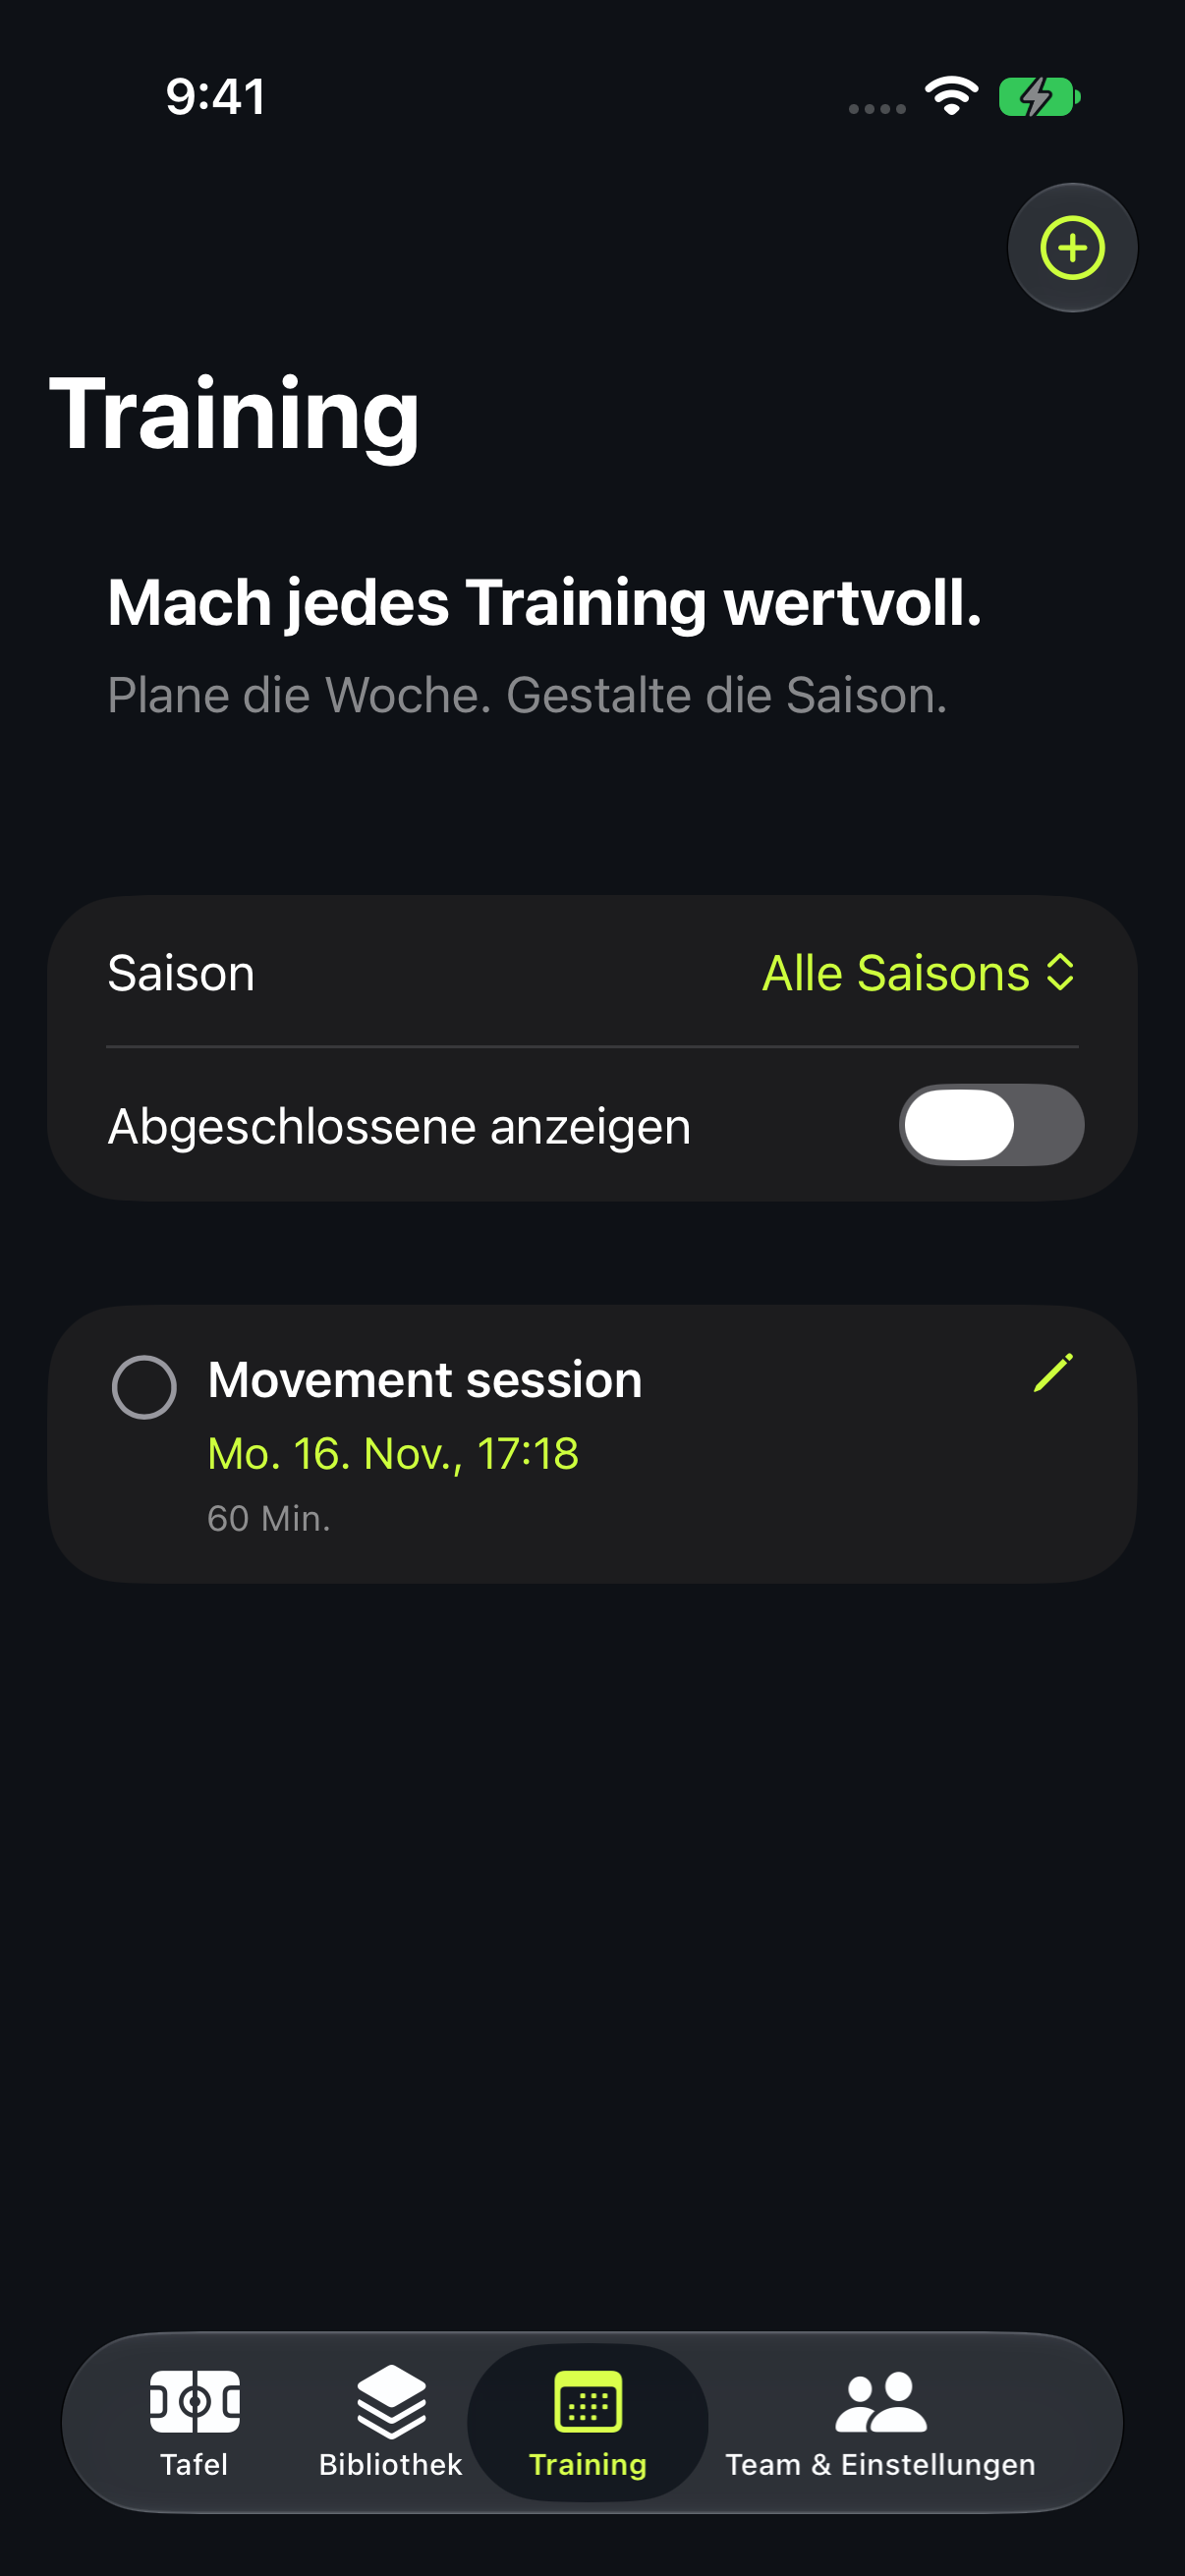 9:41
Training
Mach jedes Training wertvoll.
Plane die Woche. Gestalte die Saison.
Saison
Alle Saisons
Abgeschlossene anzeigen
Movement session
Mo. 16. Nov., 17:18
60 Min.
Tafel
Bibliothek
Training
Team & Einstellungen